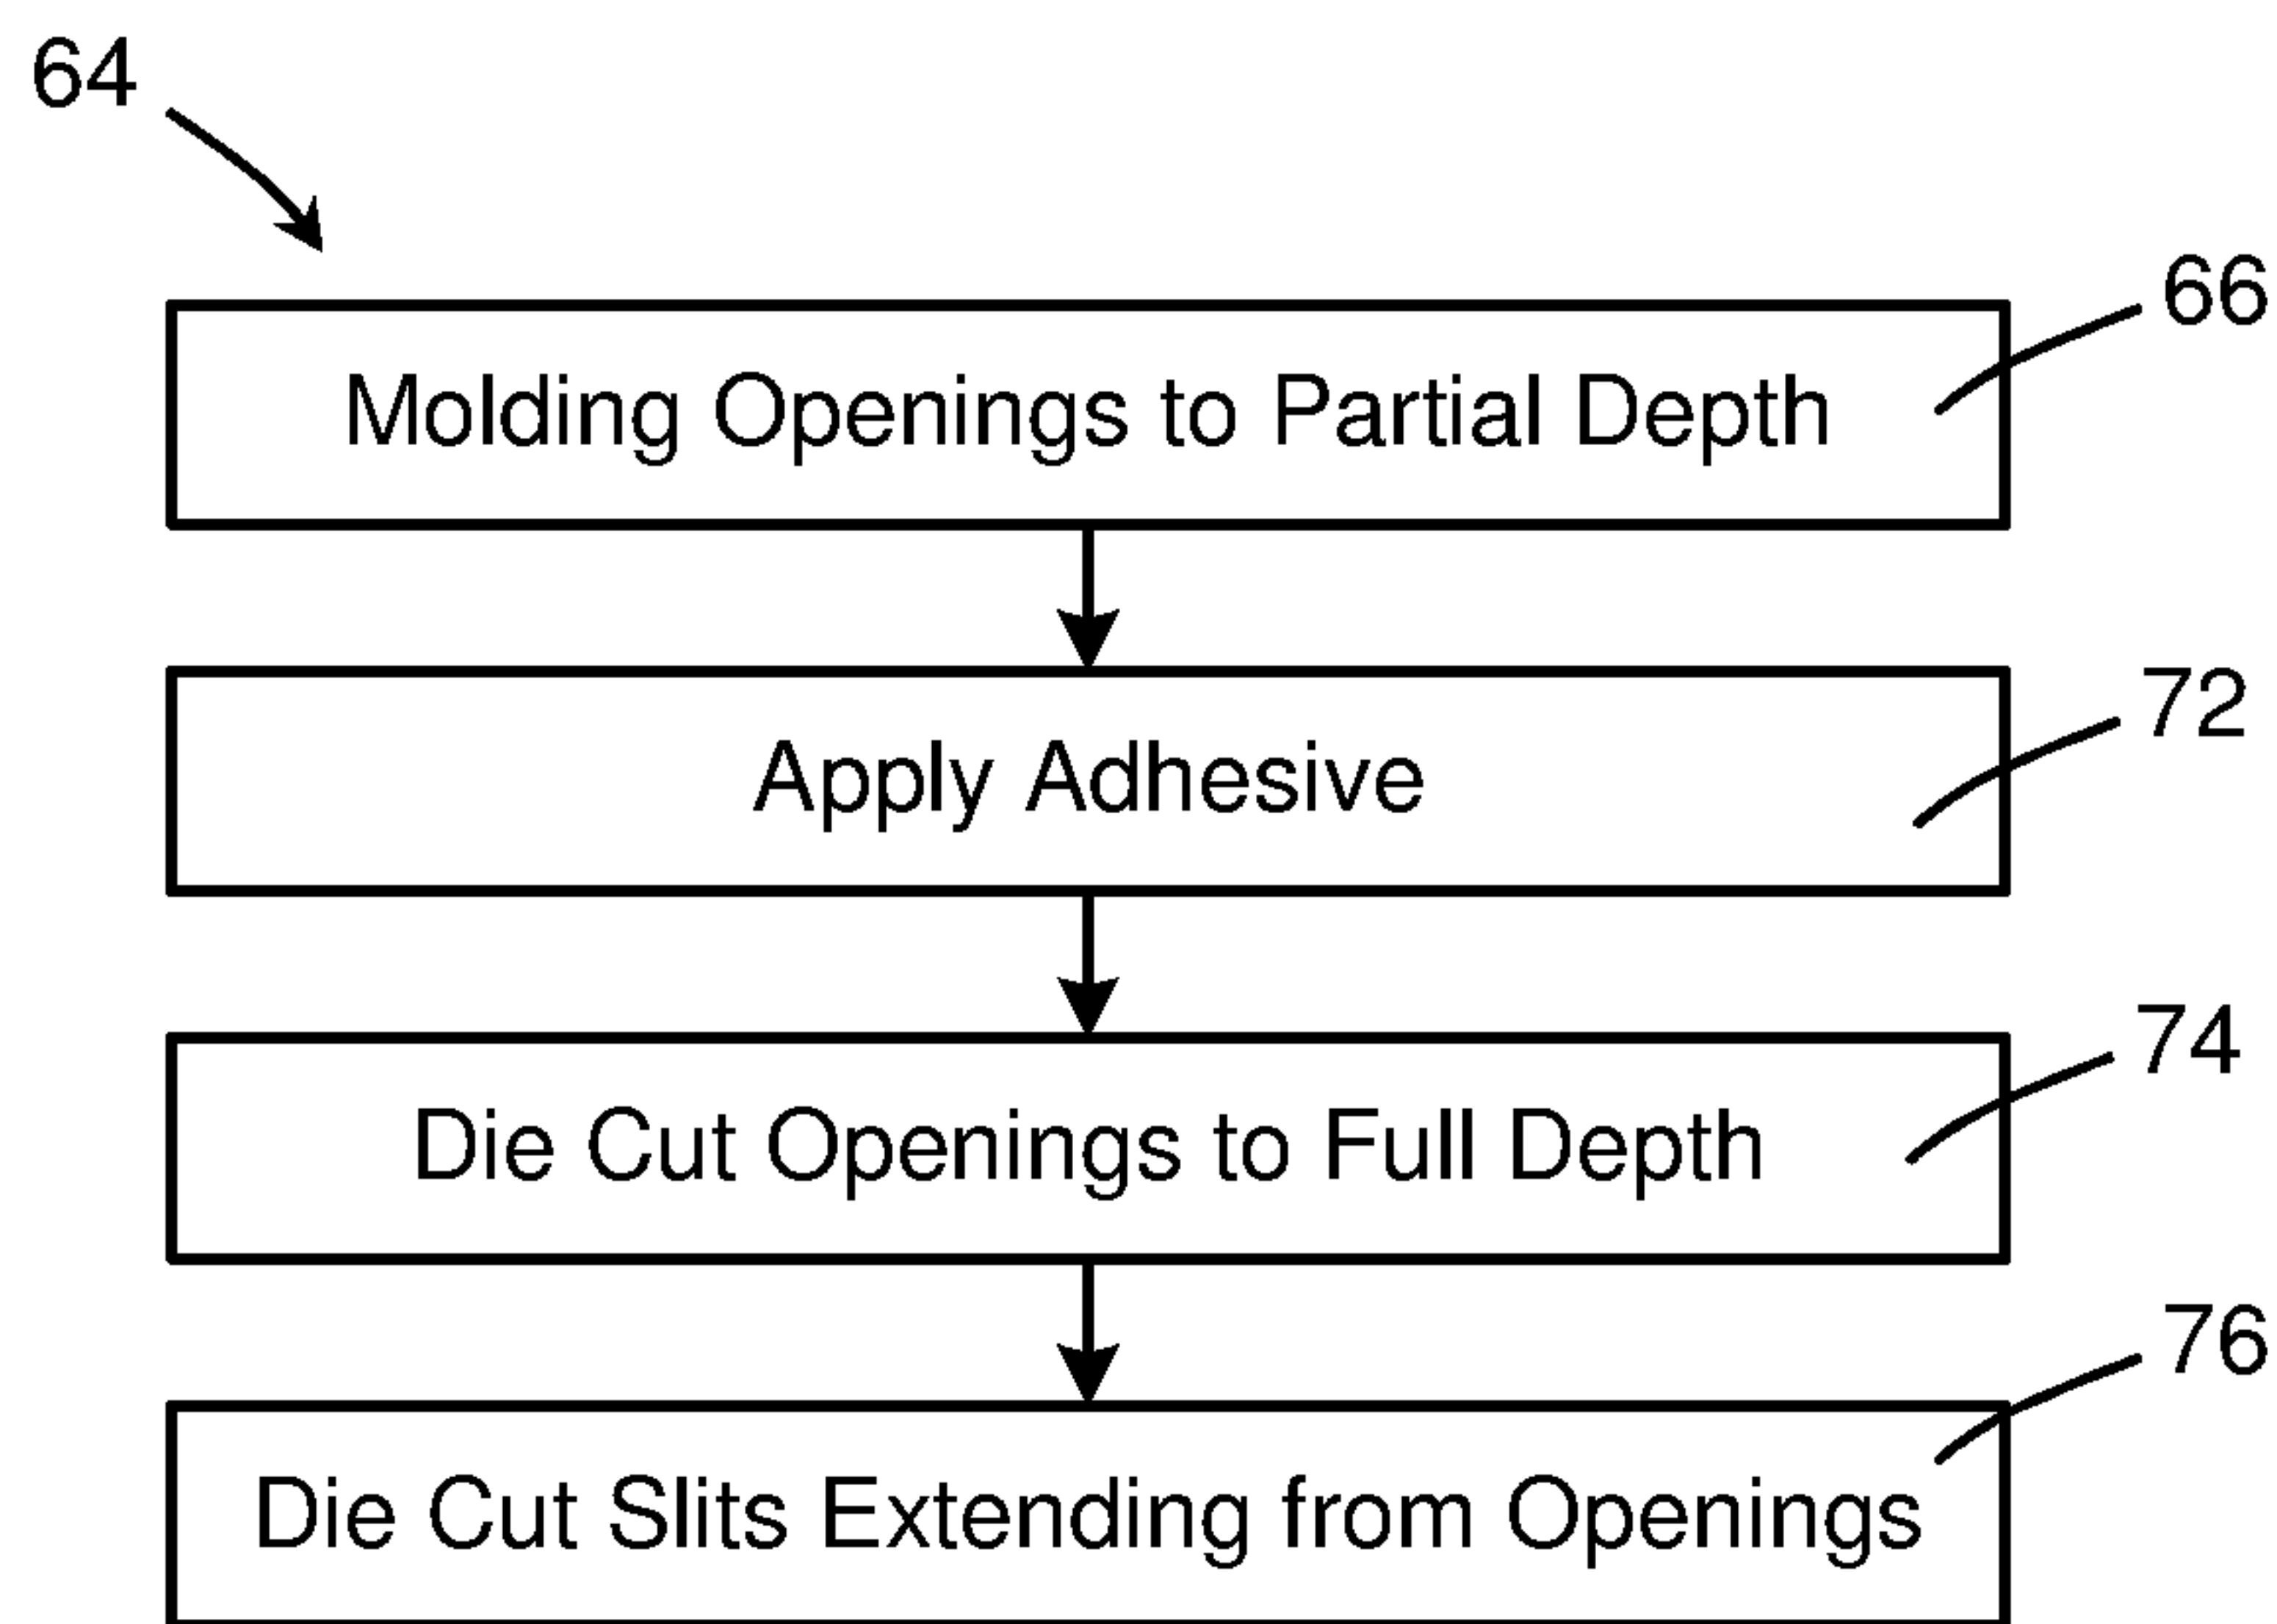 64
66
Molding Openings to Partial Depth
72
Apply Adhesive
74
Die Cut Openings to Full Depth
76
Die Cut Slits Extending from Openings